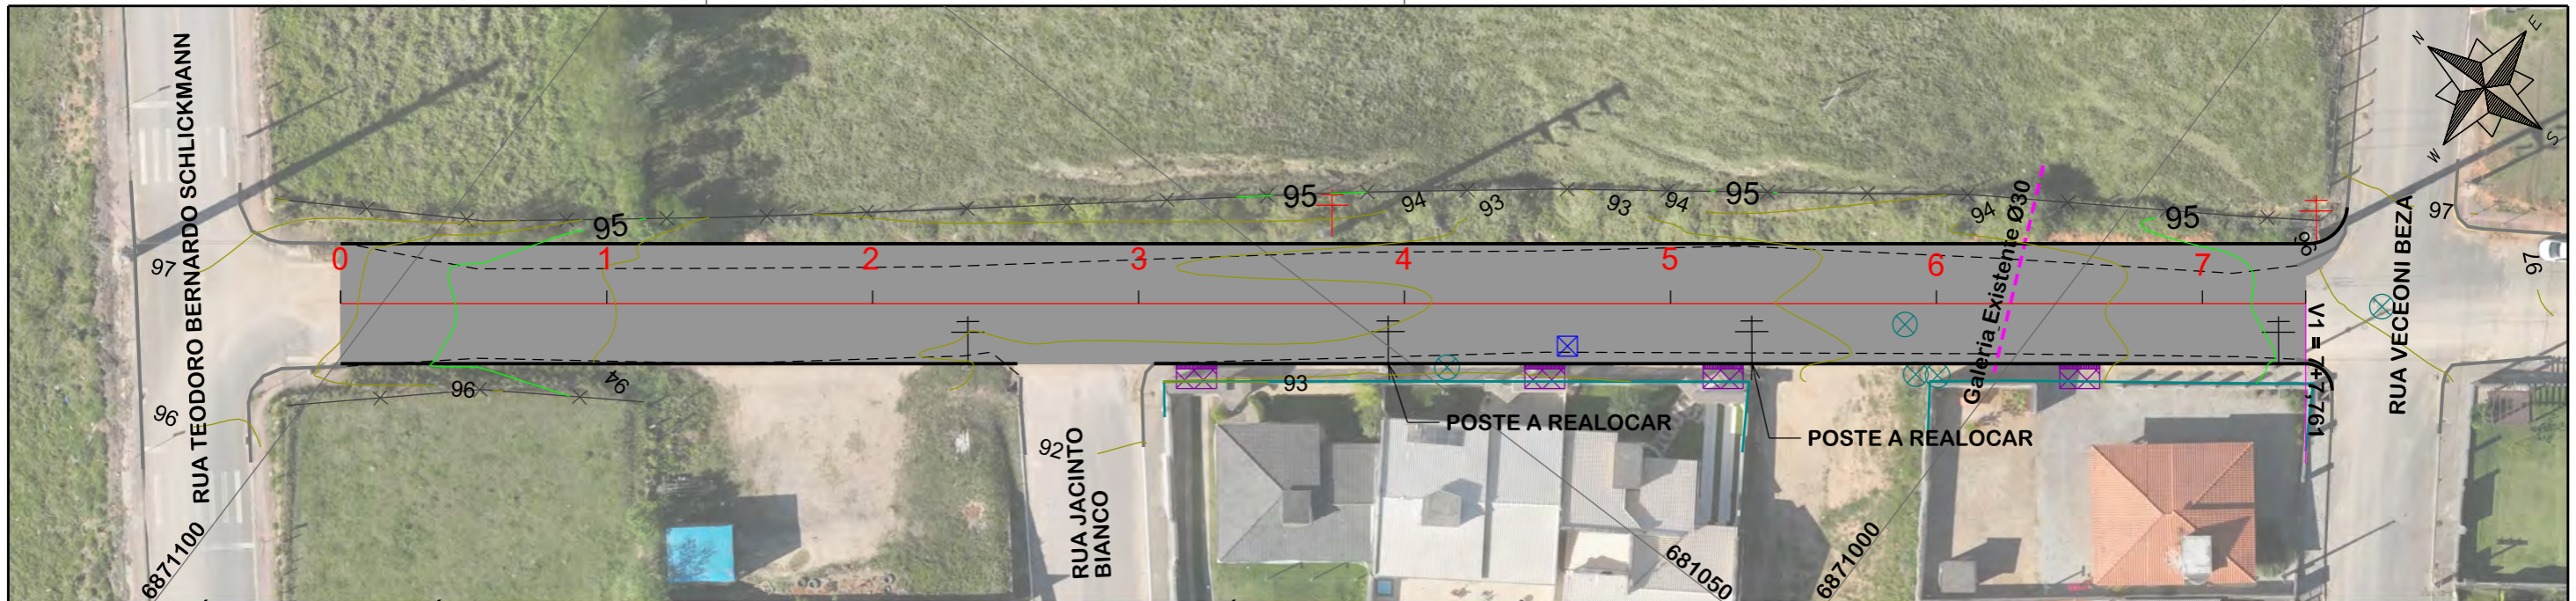 RUA TEODORO BERNARDO SCHLICKMANN
97
96
6871100
0
1
2
3
4
5
6
7
95
95
95
95
94
93
93
94
94
96
96
94
93
92
RUA JACINTO
BIANCO
POSTE A REALOCAR
POSTE A REALOCAR
681050
6871000
Galeria Existente Ø30
V1 = 7+7,761
RUA VECEONI BEZA
97
97
N
E
S
W